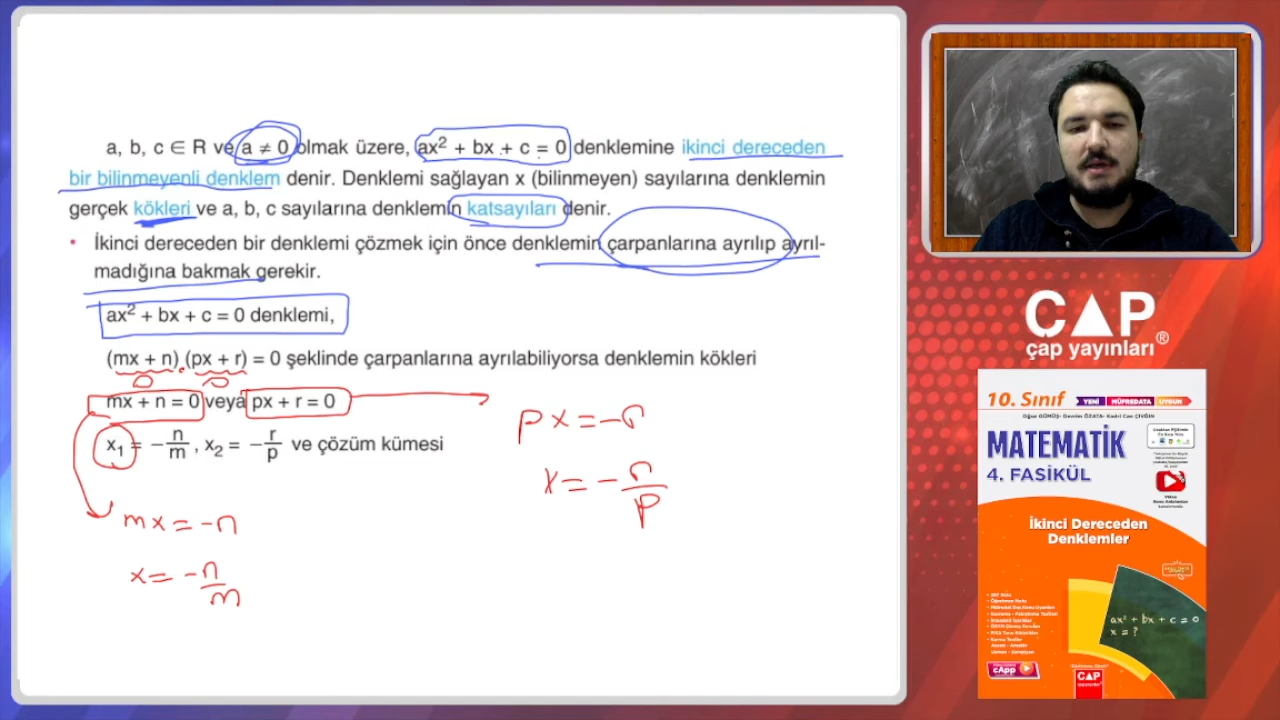 a, b, c ∈ R ve a ≠ 0 olmak üzere, ax² + bx + c = 0 denklemine ikinci dereceden
bir bilinmeyenli denklem denir. Denklemi sağlayan x (bilinmeyen) sayılarına denklemin
gerçek kökleri ve a, b, c sayılarına denklemin katsayıları denir.
• İkinci dereceden bir denklemi çözmek için önce denklemin çarpanlarına ayrılıp ayrıl-
madığına bakmak gerekir.
ax² + bx + c = 0 denklemi,
(mx + n).(px + r) = 0 şeklinde çarpanlarına ayrılabiliyorsa denklemin kökleri
0 0
mx + n = 0 veya px + r = 0
x₁ = -n/m, x₂ = -r/p ve çözüm kümesi
mx = -n
x = -n/m
px = -r
x = -r/p
ÇAP®
çap yayınları
10. Sınıf
YENİ MÜFREDATA UYGUN
MATEMATİK
4. FASİKÜL
İkinci Dereceden
Denklemler
ax² + bx + c = 0
x = ?
cApp
ÇAP